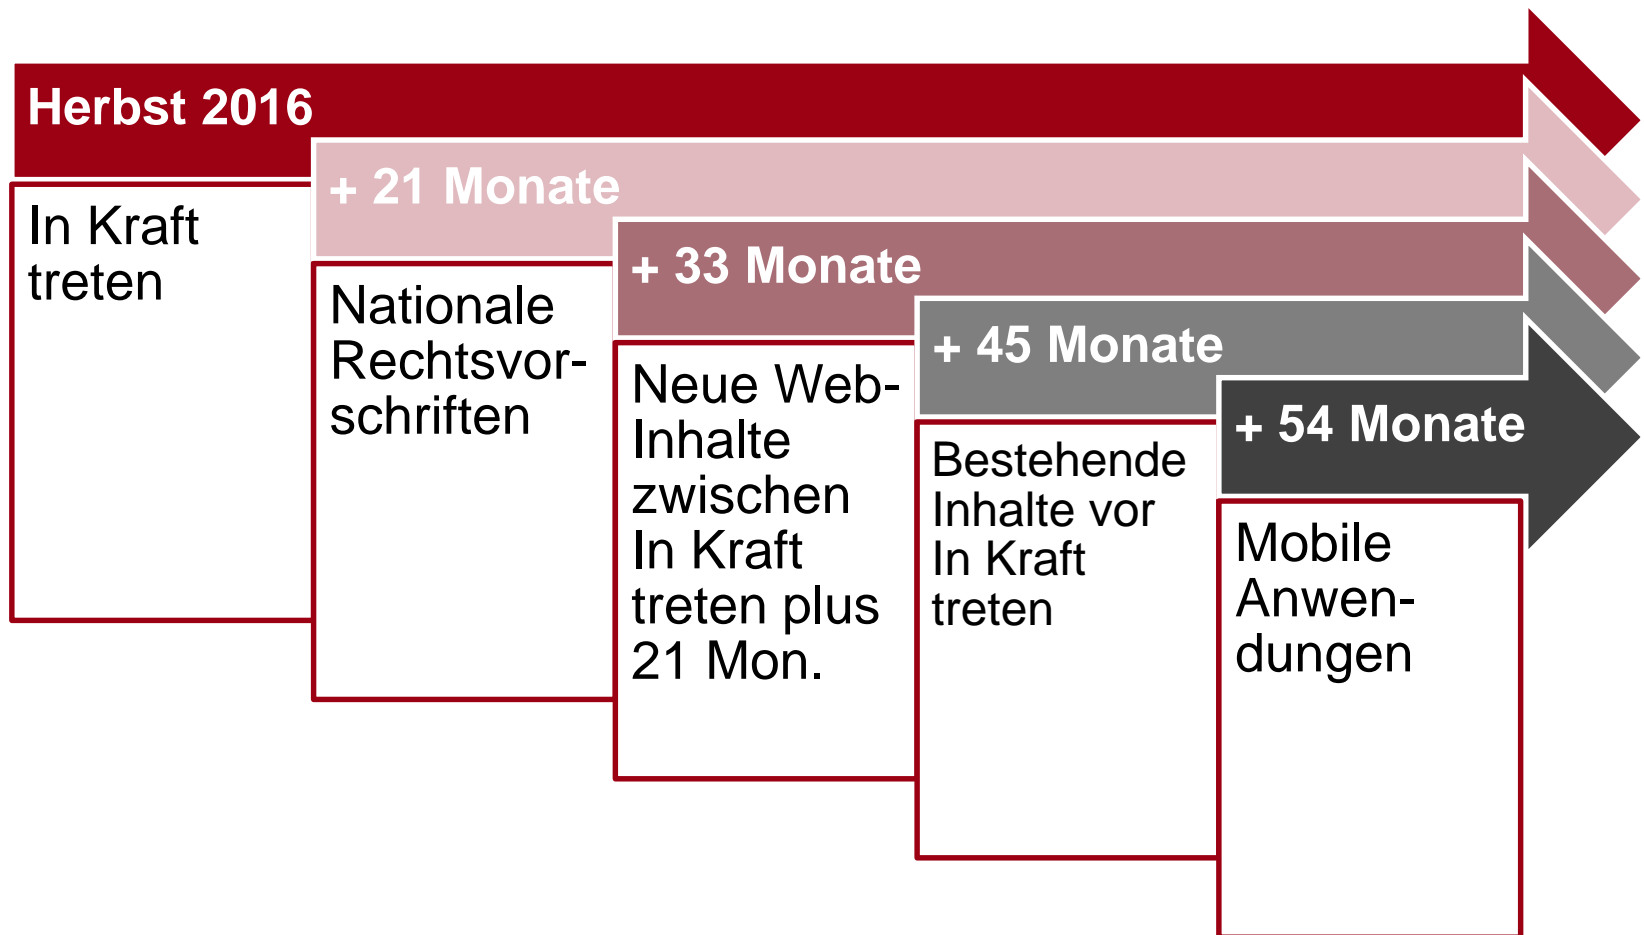 Herbst 2016
In Kraft
treten
+ 21 Monate
Nationale
Rechtsvor-
schriften
+ 33 Monate
Neue Web-
Inhalte
zwischen
In Kraft
treten plus
21 Mon.
+ 45 Monate
Bestehende
Inhalte vor
In Kraft
treten
+ 54 Monate
Mobile
Anwen-
dungen